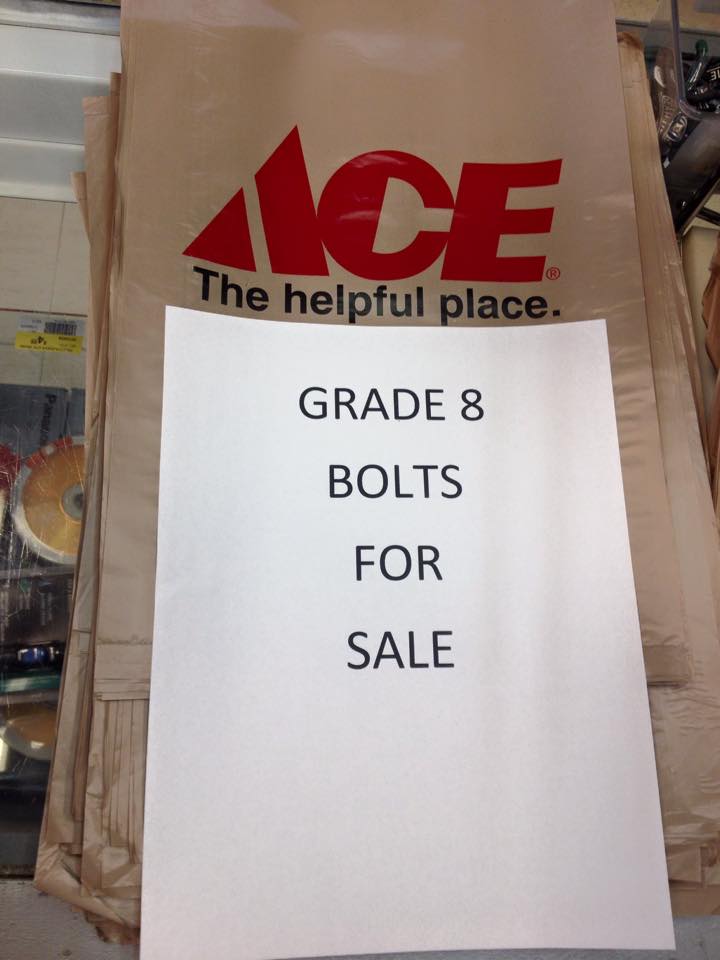 ACE®
The helpful place.
GRADE 8
BOLTS
FOR
SALE